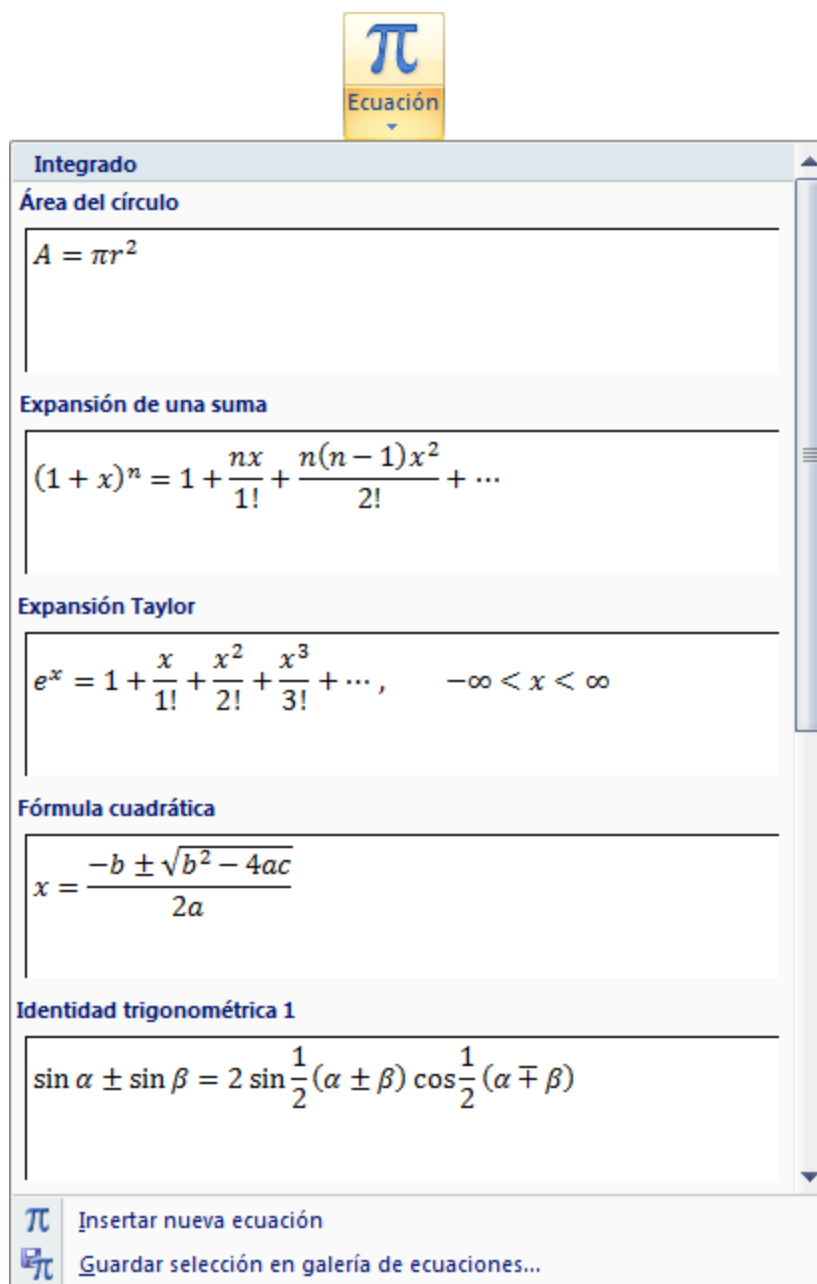 π
Ecuación
Integrado
Área del círculo
A = πr²
Expansión de una suma
(1 + x)ⁿ = 1 + nx/1! + n(n − 1)x²/2! + ⋯
Expansión Taylor
eˣ = 1 + x/1! + x²/2! + x³/3! + ⋯ , −∞ < x < ∞
Fórmula cuadrática
x = (−b ± √(b² − 4ac))/2a
Identidad trigonométrica 1
sin α ± sin β = 2 sin 1/2 (α ± β) cos 1/2 (α ∓ β)
π Insertar nueva ecuación
π Guardar selección en galería de ecuaciones...